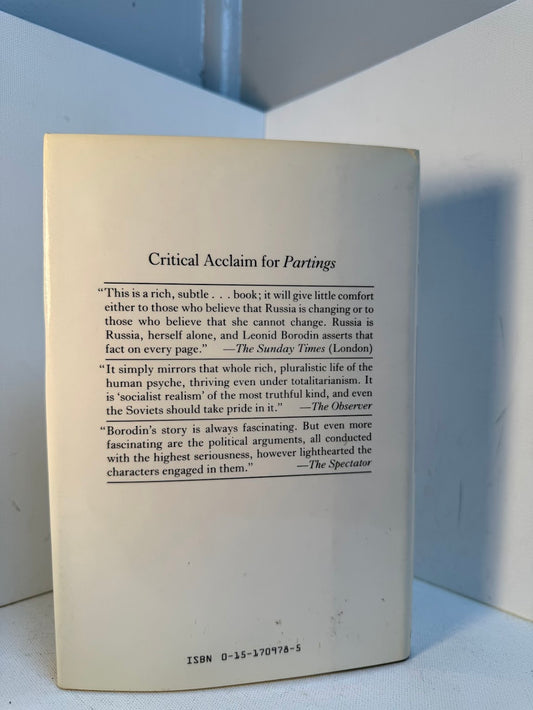 Critical Acclaim for Partings
“This is a rich, subtle . . . book; it will give little comfort
either to those who believe that Russia is changing or to
those who believe that she cannot change. Russia is
Russia, herself alone, and Leonid Borodin asserts that
fact on every page.” —The Sunday Times (London)
“It simply mirrors that whole rich, pluralistic life of the
human psyche, thriving even under totalitarianism. It
is ‘socialist realism’ of the most truthful kind, and even
the Soviets should take pride in it.” —The Observer
“Borodin’s story is always fascinating. But even more
fascinating are the political arguments, all conducted
with the highest seriousness, however lighthearted the
characters engaged in them.” —The Spectator
ISBN 0-15-170978-5